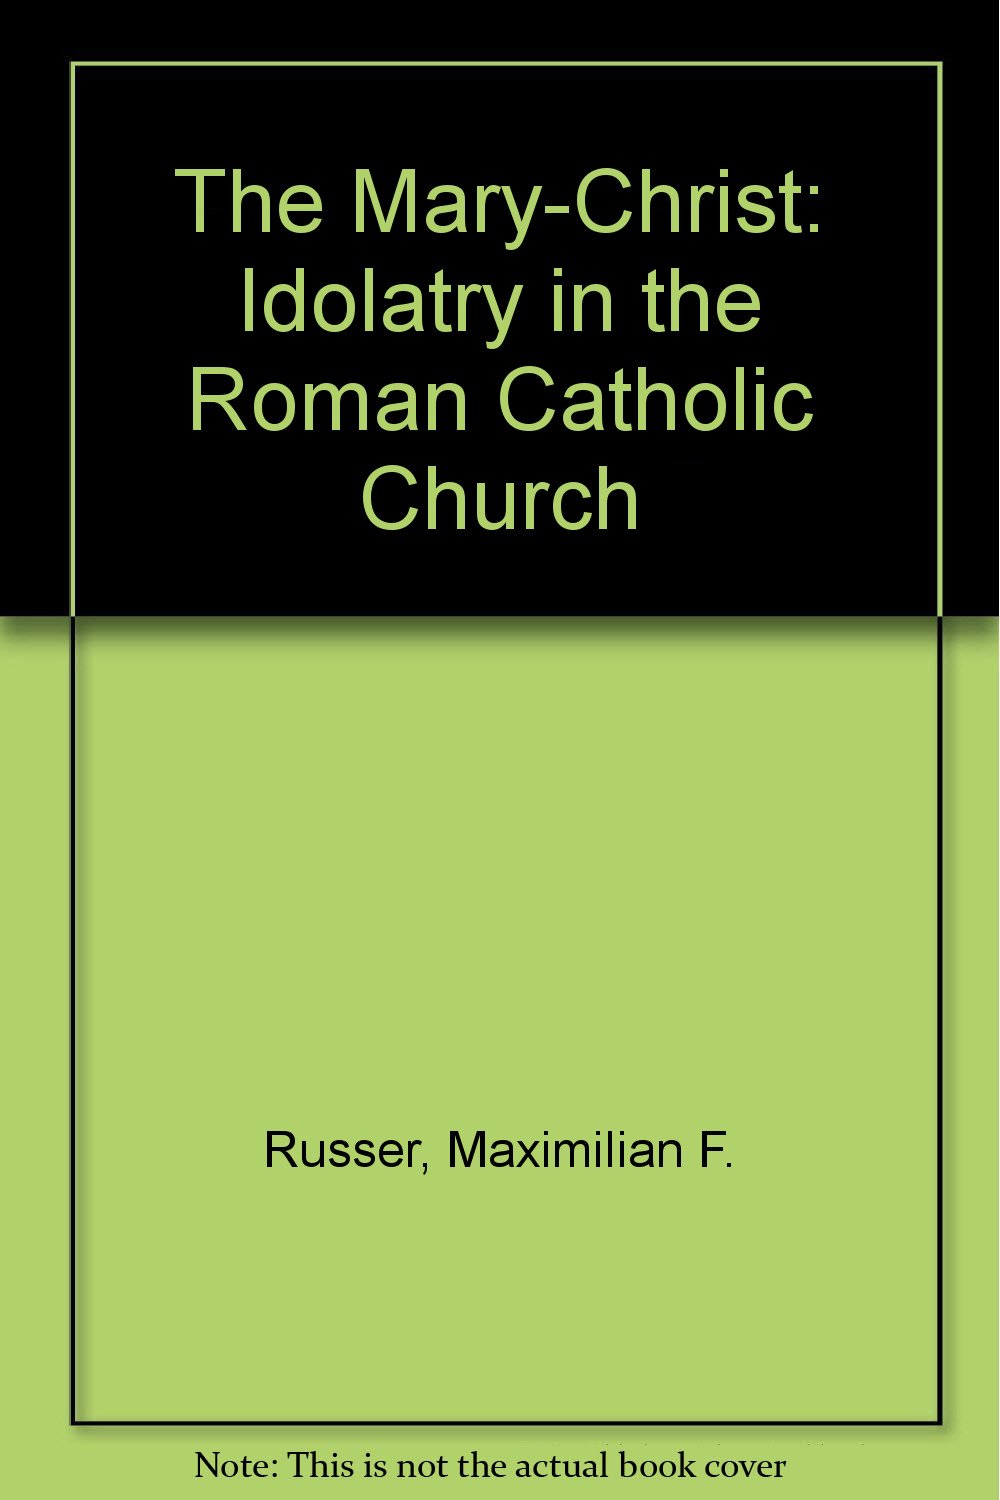 The Mary-Christ:
Idolatry in the
Roman Catholic
Church
Russer, Maximilian F.
Note: This is not the actual book cover